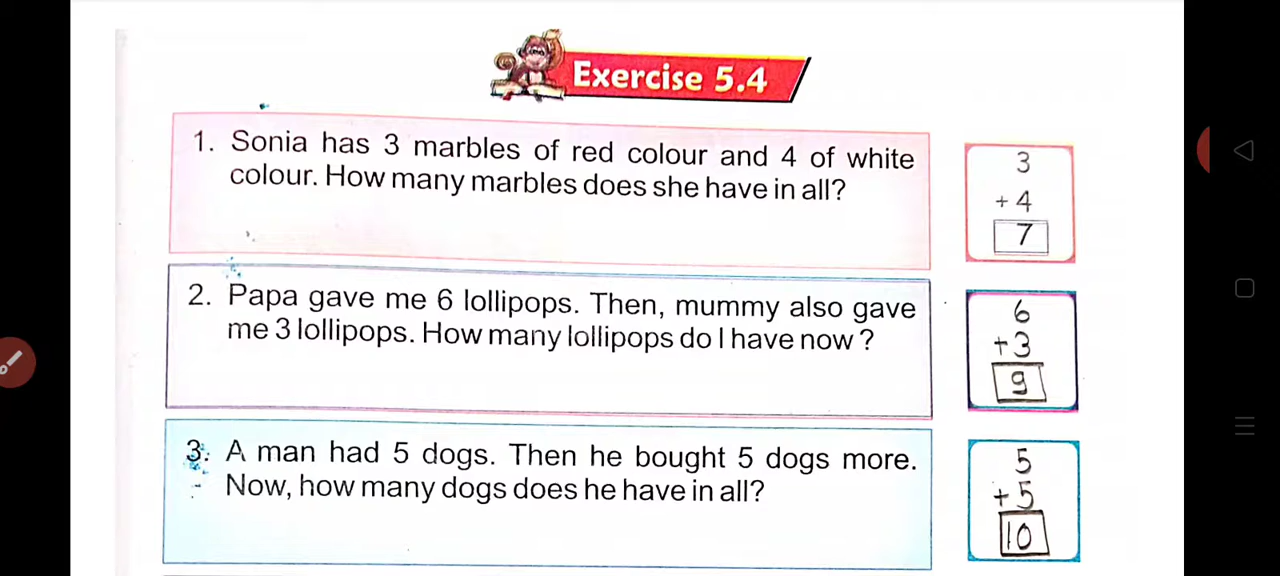 Exercise 5.4
1. Sonia has 3 marbles of red colour and 4 of white
colour. How many marbles does she have in all?
3
+ 4
7
2. Papa gave me 6 lollipops. Then, mummy also gave
me 3 lollipops. How many lollipops do I have now ?
6
+3
9
3. A man had 5 dogs. Then he bought 5 dogs more.
Now, how many dogs does he have in all?
5
+5
10